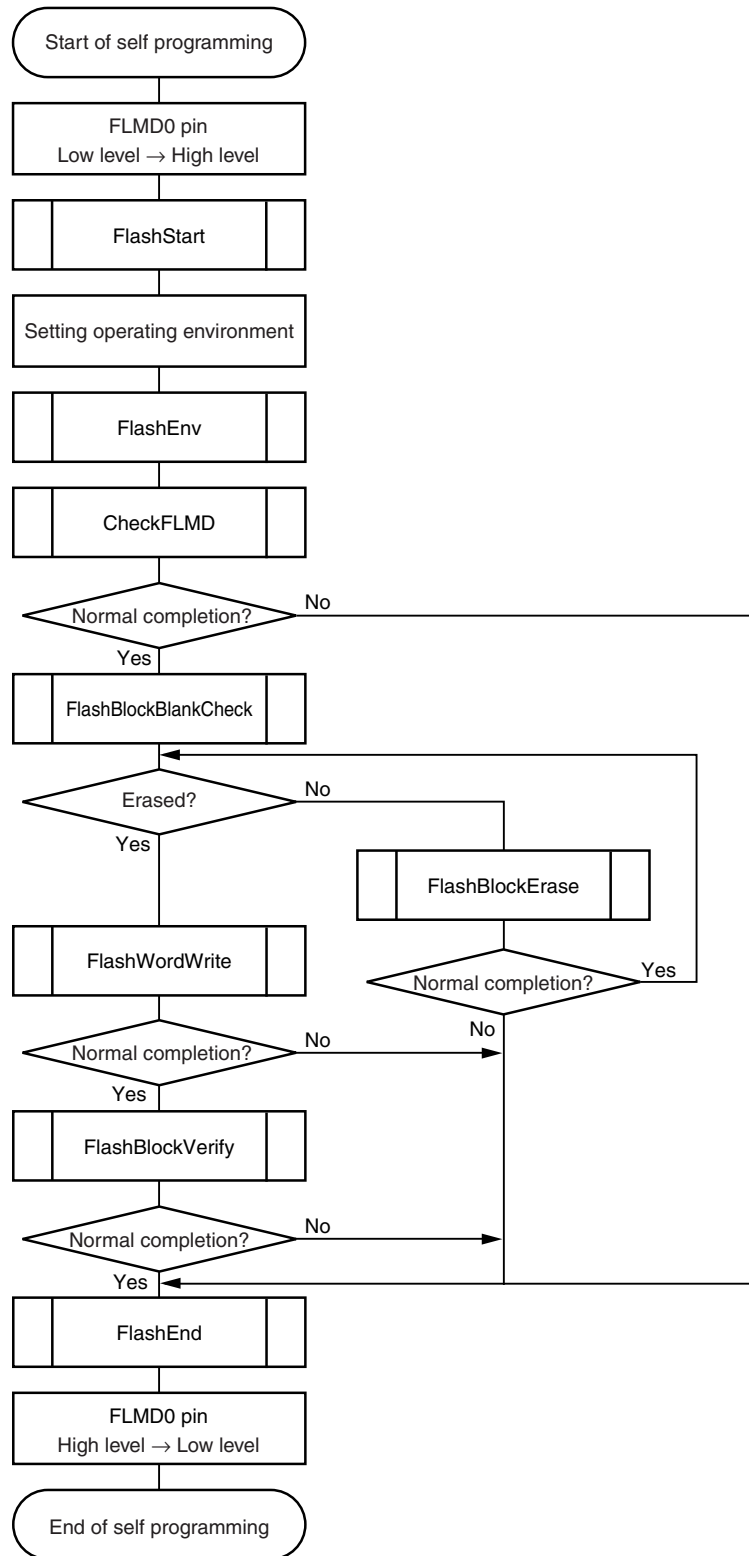 Start of self programming
FLMD0 pin
Low level → High level
FlashStart
Setting operating environment
FlashEnv
CheckFLMD
Normal completion?
No
Yes
FlashBlockBlankCheck
Erased?
No
Yes
FlashBlockErase
Normal completion?
Yes
No
FlashWordWrite
Normal completion?
No
Yes
FlashBlockVerify
Normal completion?
No
Yes
FlashEnd
FLMD0 pin
High level → Low level
End of self programming